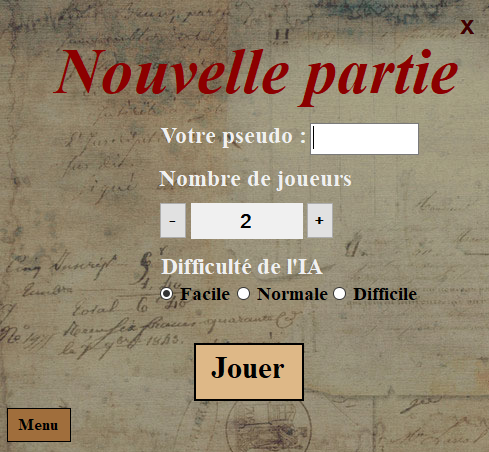 x
Nouvelle partie
Votre pseudo :
Nombre de joueurs
- 2 +
Difficulté de l'IA
Facile Normale Difficile
Jouer
Menu